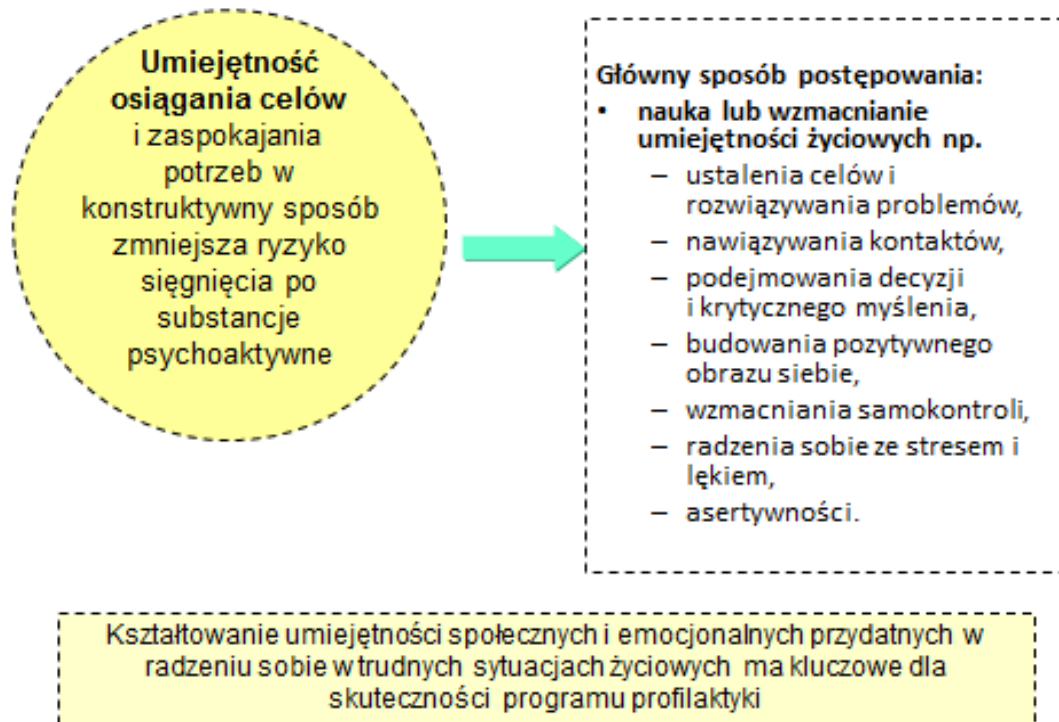 Umiejętność
osiągania celów
i zaspokajania
potrzeb w
konstruktywny sposób
zmniejsza ryzyko
sięgnięcia po
substancje
psychoaktywne
Główny sposób postępowania:
• nauka lub wzmacnianie
umiejętności życiowych np.
– ustalenia celów i
rozwiązywania problemów,
– nawiązywania kontaktów,
– podejmowania decyzji
i krytycznego myślenia,
– budowania pozytywnego
obrazu siebie,
– wzmacniania samokontroli,
– radzenia sobie ze stresem i
lękiem,
– asertywności.
Kształtowanie umiejętności społecznych i emocjonalnych przydatnych w
radzeniu sobie w trudnych sytuacjach życiowych ma kluczowe dla
skuteczności programu profilaktyki